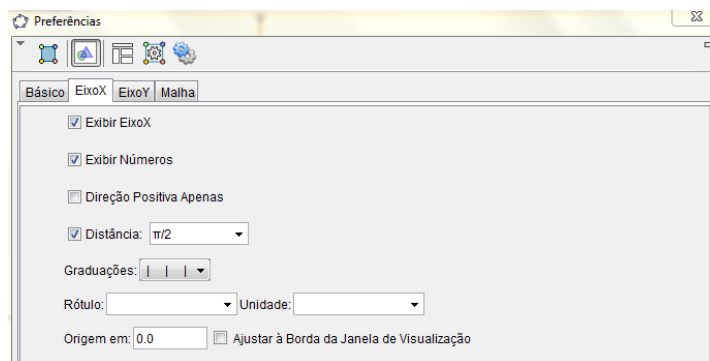 Preferências
Básico EixoX EixoY Malha
Exibir EixoX
Exibir Números
Direção Positiva Apenas
Distância: π/2
Graduações: | | |
Rótulo: Unidade:
Origem em: 0.0 Ajustar à Borda da Janela de Visualização